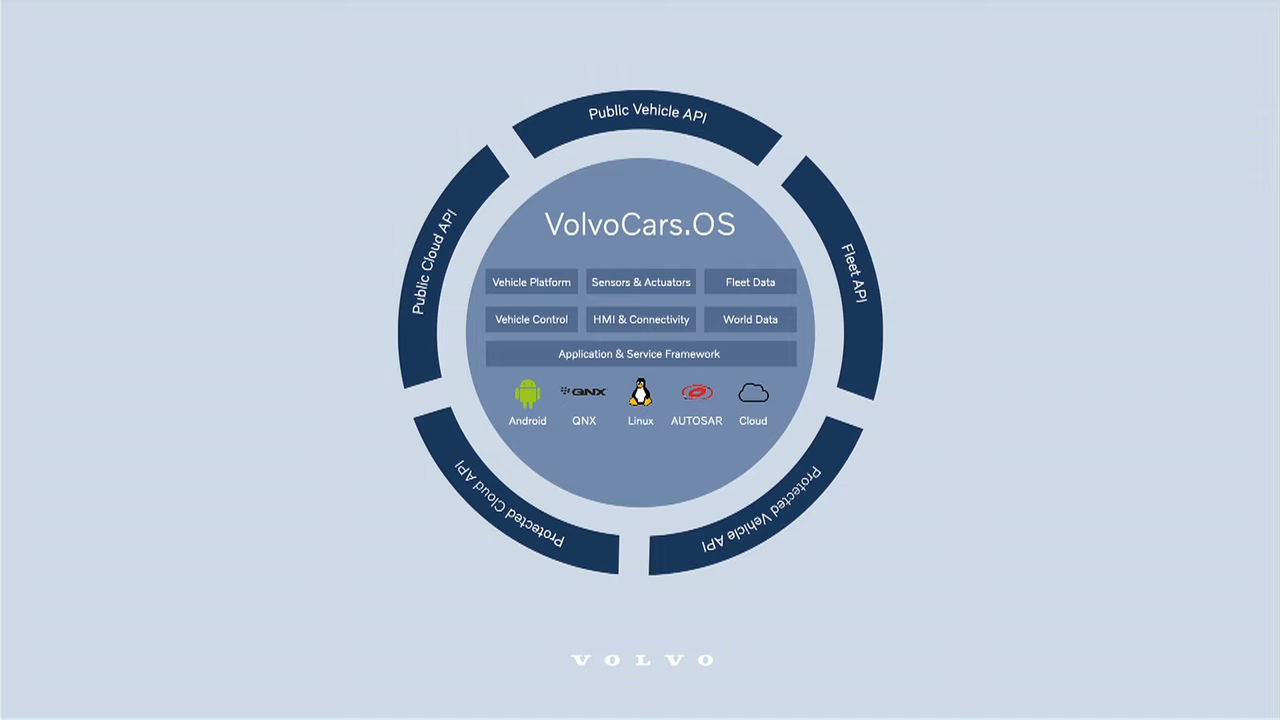 Public Vehicle API
Public Cloud API
Fleet API
VolvoCars.OS
Vehicle Platform
Sensors & Actuators
Fleet Data
Vehicle Control
HMI & Connectivity
World Data
Application & Service Framework
QNX
Android
QNX
Linux
AUTOSAR
Cloud
Protected Cloud API
Protected Vehicle API
VOLVO